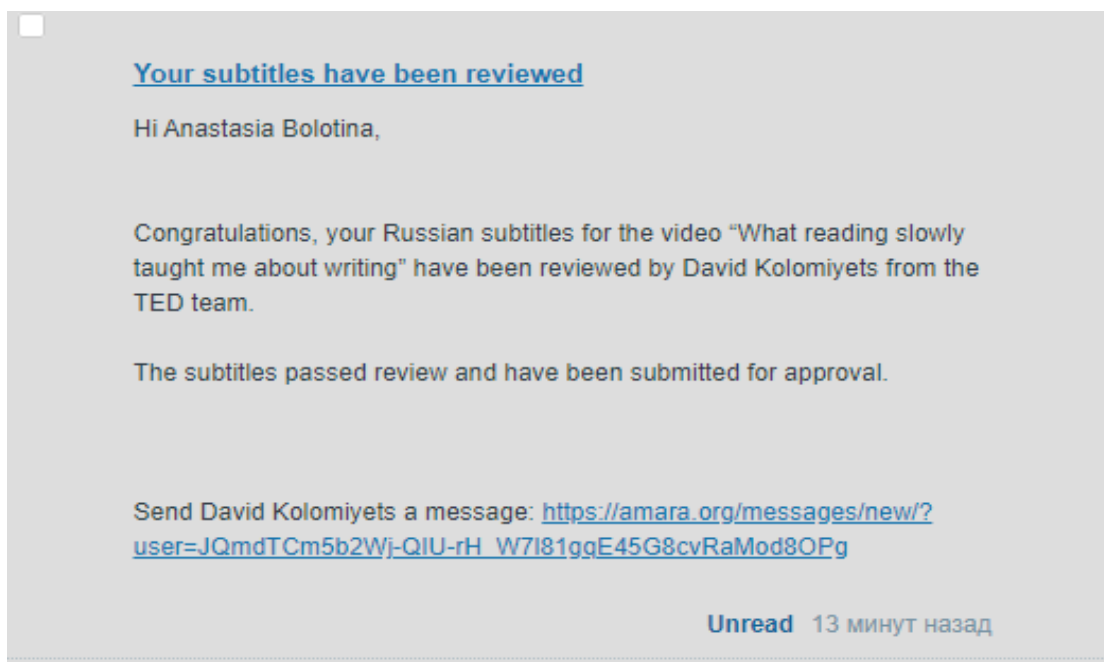 Your subtitles have been reviewed
Hi Anastasia Bolotina,
Congratulations, your Russian subtitles for the video “What reading slowly
taught me about writing” have been reviewed by David Kolomiyets from the
TED team.
The subtitles passed review and have been submitted for approval.
Send David Kolomiyets a message: https://amara.org/messages/new/?
user=JQmdTCm5b2Wj-QIU-rH_W7l81gqE45G8cvRaMod8OPg
Unread 13 минут назад